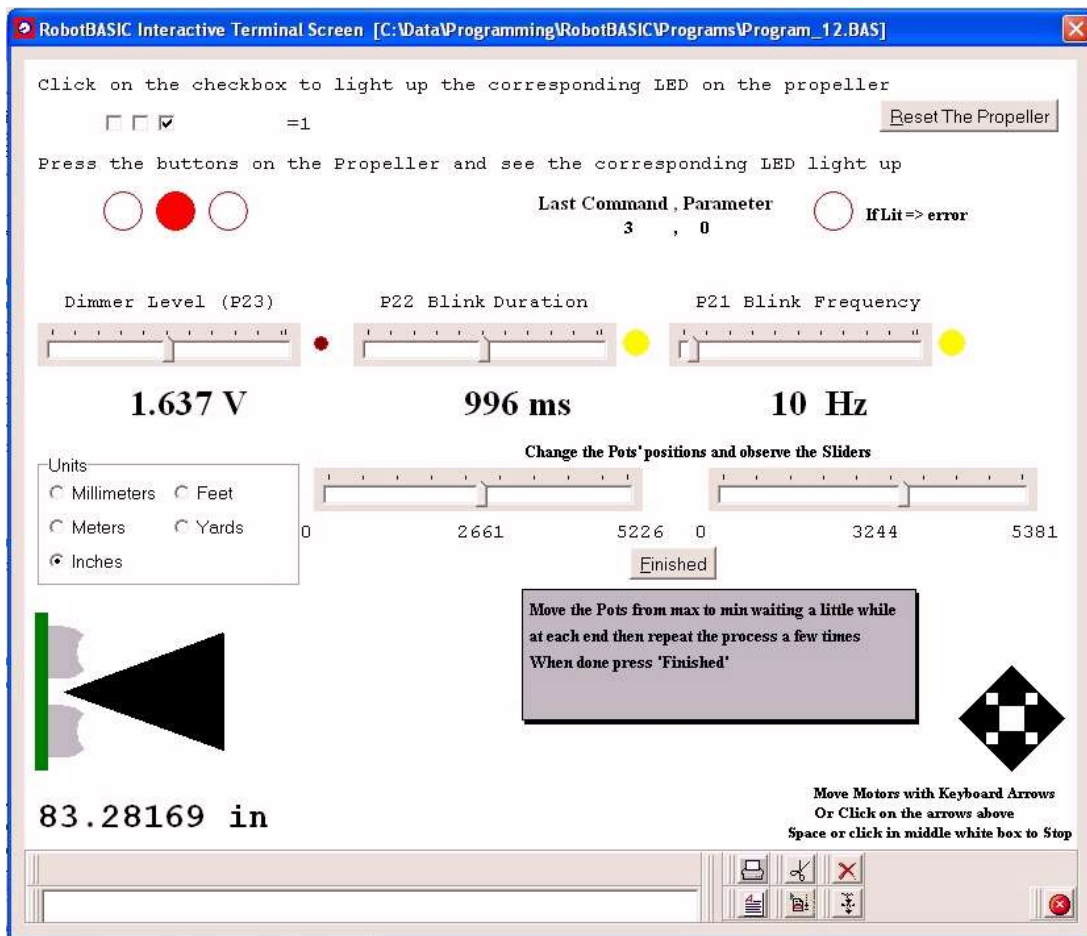 RobotBASIC Interactive Terminal Screen [C:\Data\Programming\RobotBASIC\Programs\Program_12.BAS]
Click on the checkbox to light up the corresponding LED on the propeller
=1
Reset The Propeller
Press the buttons on the Propeller and see the corresponding LED light up
Last Command , Parameter
3 , 0
If Lit => error
Dimmer Level (P23)
P22 Blink Duration
P21 Blink Frequency
1.637 V
996 ms
10 Hz
Change the Pots' positions and observe the Sliders
Units
Millimeters
Feet
Meters
Yards
Inches
0 2661 5226
0 3244 5381
Finished
Move the Pots from max to min waiting a little while
at each end then repeat the process a few times
When done press 'Finished'
83.28169 in
Move Motors with Keyboard Arrows
Or Click on the arrows above
Space or click in middle white box to Stop